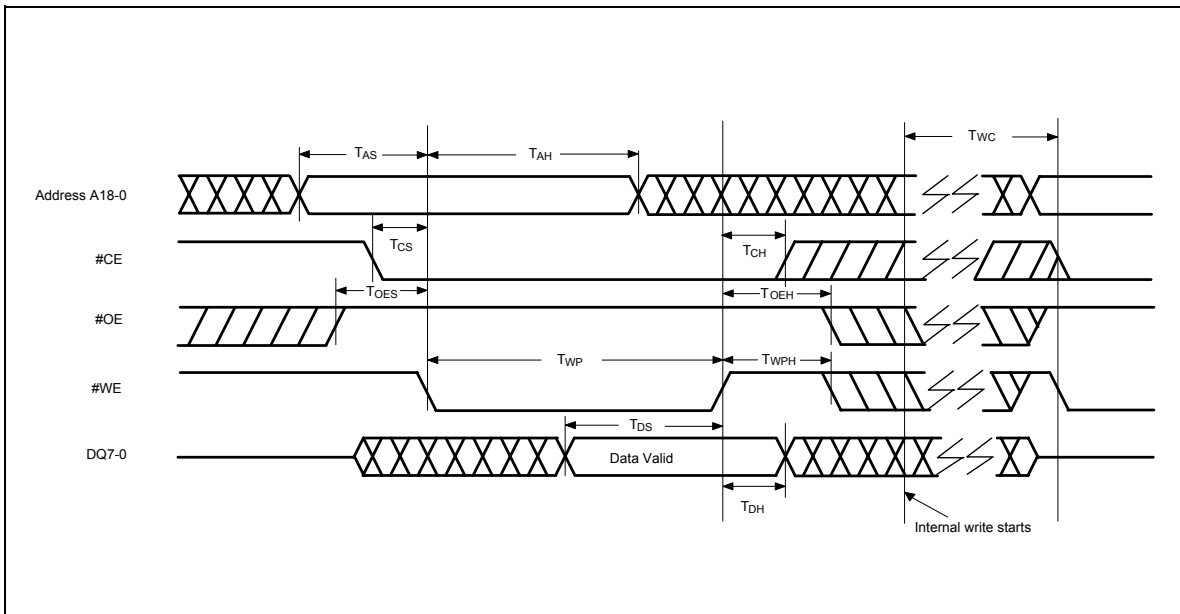 TAS
TAH
TWC
Address A18-0
TCS
TCH
#CE
TOES
TOEH
#OE
TWP
TWPH
#WE
TDS
DQ7-0
Data Valid
TDH
Internal write starts